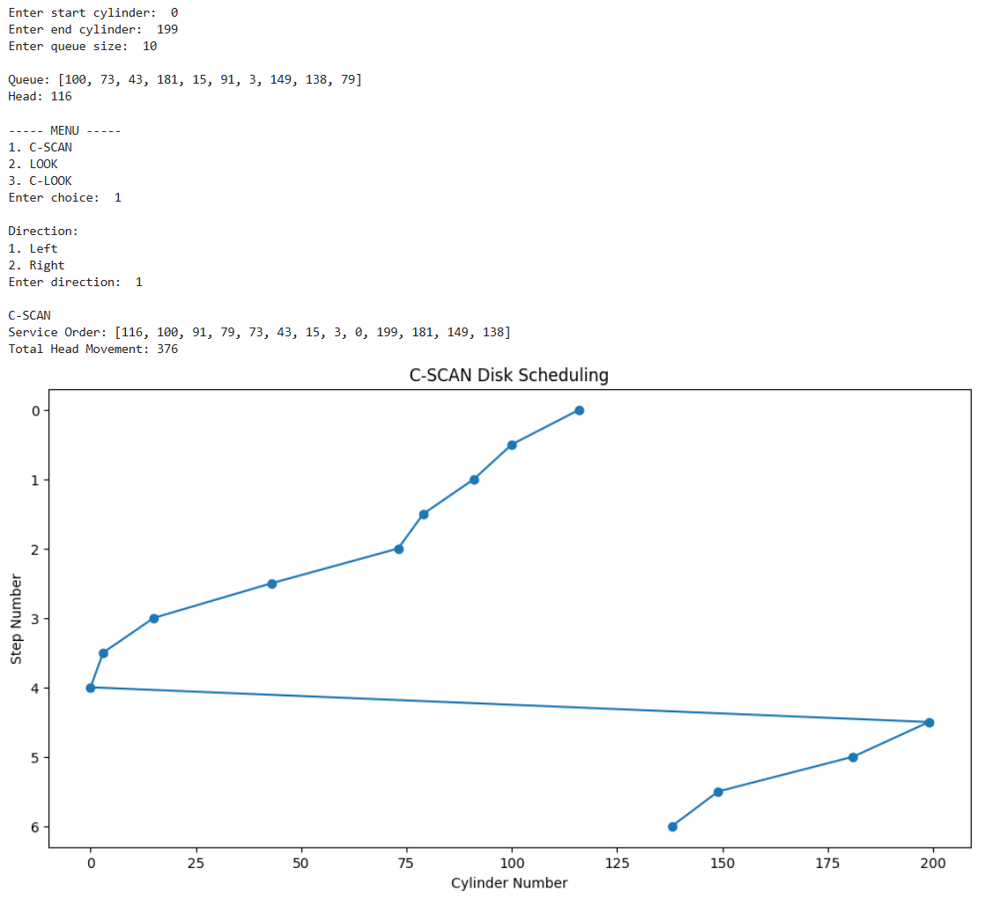 Enter start cylinder:  0
Enter end cylinder:  199
Enter queue size:  10
Queue: [100, 73, 43, 181, 15, 91, 3, 149, 138, 79]
Head: 116
----- MENU -----
1. C-SCAN
2. LOOK
3. C-LOOK
Enter choice:  1
Direction:
1. Left
2. Right
Enter direction:  1
C-SCAN
Service Order: [116, 100, 91, 79, 73, 43, 15, 3, 0, 199, 181, 149, 138]
Total Head Movement: 376
C-SCAN Disk Scheduling
Step Number
0
1
2
3
4
5
6
0 25 50 75 100 125 150 175 200
Cylinder Number